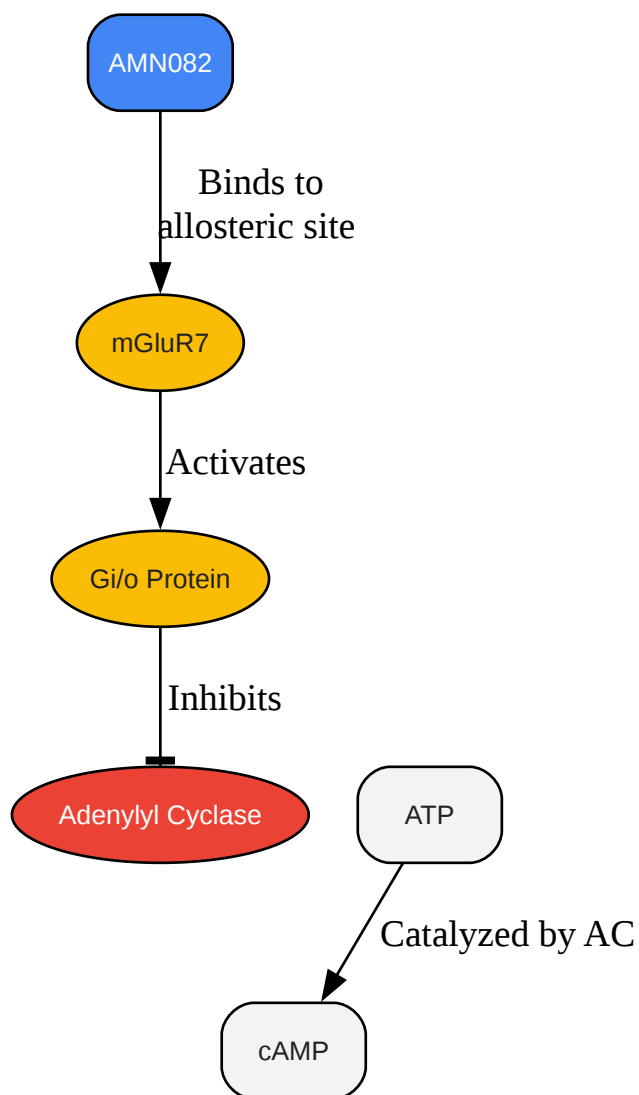 AMN082
Binds to
allosteric site
mGluR7
Activates
Gi/o Protein
Inhibits
Adenylyl Cyclase
ATP
Catalyzed by AC
cAMP